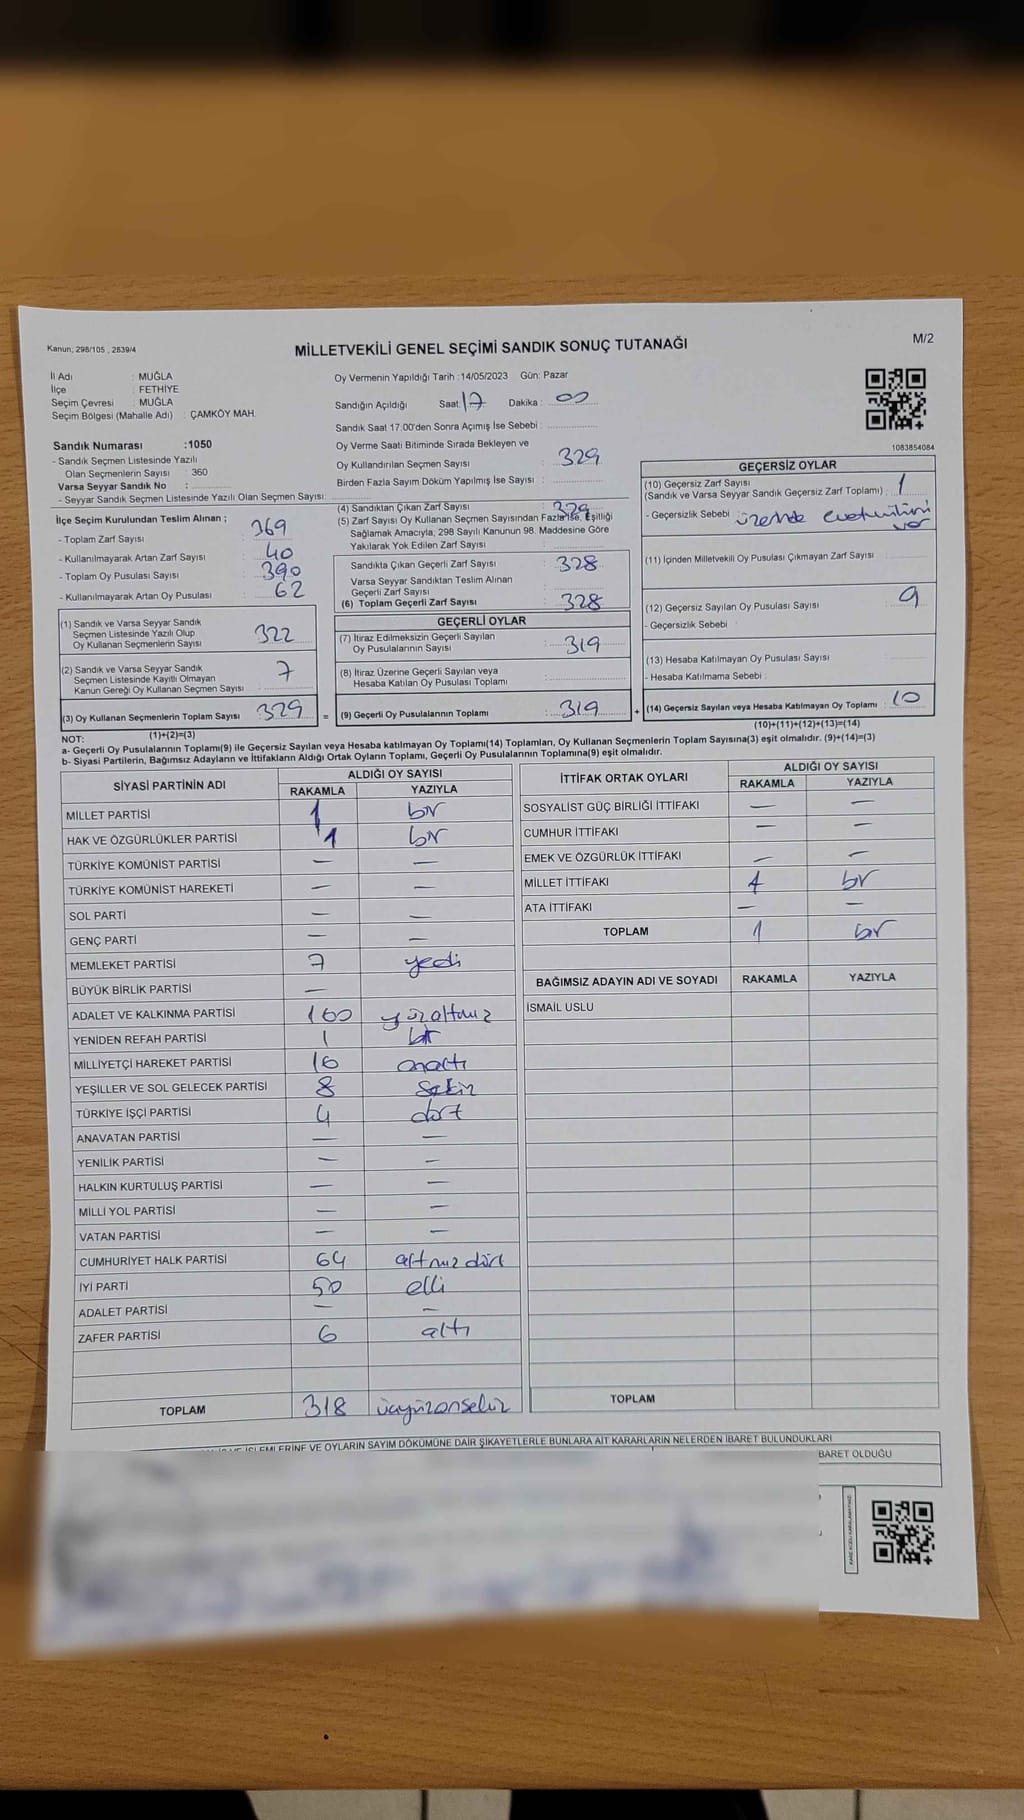 Kanun; 298/105 , 2839/4
MİLLETVEKİLİ GENEL SEÇİMİ SANDIK SONUÇ TUTANAĞI
M/2
İl Adı : MUĞLA
İlçe : FETHİYE
Seçim Çevresi : MUĞLA
Seçim Bölgesi (Mahalle Adı) : ÇAMKÖY MAH.
Sandık Numarası :1050
- Sandık Seçmen Listesinde Yazılı
Olan Seçmenlerin Sayısı : 360
Varsa Seyyar Sandık No :
- Seyyar Sandık Seçmen Listesinde Yazılı Olan Seçmen Sayısı:
Oy Vermenin Yapıldığı Tarih :14/05/2023 Gün: Pazar
Sandığın Açıldığı Saat: 17 Dakika : 00
Sandık Saat 17.00'den Sonra Açımış İse Sebebi :
Oy Verme Saati Bitiminde Sırada Bekleyen ve
Oy Kullandırılan Seçmen Sayısı : 329
Birden Fazla Sayım Döküm Yapılmış İse Sayısı :
1083854084
İlçe Seçim Kurulundan Teslim Alınan ;
- Toplam Zarf Sayısı : 369
- Kullanılmayarak Artan Zarf Sayısı : 40
- Toplam Oy Pusulası Sayısı : 390
- Kullanılmayarak Artan Oy Pusulası : 62
(1) Sandık ve Varsa Seyyar Sandık
Seçmen Listesinde Yazılı Olup
Oy Kullanan Seçmenlerin Sayısı : 322
(2) Sandık ve Varsa Seyyar Sandık
Seçmen Listesinde Kayıtlı Olmayan
Kanun Gereği Oy Kullanan Seçmen Sayısı : 7
(3) Oy Kullanan Seçmenlerin Toplam Sayısı : 329
(1)+(2)=(3)
(4) Sandıktan Çıkan Zarf Sayısı : 329
(5) Zarf Sayısı Oy Kullanan Seçmen Sayısından Fazla ise, Eşitliği
Sağlamak Amacıyla, 298 Sayılı Kanunun 98. Maddesine Göre
Yakılarak Yok Edilen Zarf Sayısı :
Sandıkta Çıkan Geçerli Zarf Sayısı : 328
Varsa Seyyar Sandıktan Teslim Alınan
Geçerli Zarf Sayısı :
(6) Toplam Geçerli Zarf Sayısı : 328
GEÇERLİ OYLAR
(7) İtiraz Edilmeksizin Geçerli Sayılan
Oy Pusulalarının Sayısı : 319
(8) İtiraz Üzerine Geçerli Sayılan veya
Hesaba Katılan Oy Pusulası Toplamı :
= (9) Geçerli Oy Pusulalarının Toplamı : 319
GEÇERSİZ OYLAR
(10) Geçersiz Zarf Sayısı
(Sandık ve Varsa Seyyar Sandık Geçersiz Zarf Toplamı) : 1
- Geçersizlik Sebebi : üzerinde
var
(11) İçinden Milletvekili Oy Pusulası Çıkmayan Zarf Sayısı :
(12) Geçersiz Sayılan Oy Pusulası Sayısı : 9
- Geçersizlik Sebebi :
(13) Hesaba Katılmayan Oy Pusulası Sayısı :
- Hesaba Katılmama Sebebi :
+ (14) Geçersiz Sayılan veya Hesaba Katılmayan Oy Toplamı : 10
(10)+(11)+(12)+(13)=(14)
NOT:
a- Geçerli Oy Pusulalarının Toplamı(9) ile Geçersiz Sayılan veya Hesaba katılmayan Oy Toplamı(14) Toplamları, Oy Kullanan Seçmenlerin Toplam Sayısına(3) eşit olmalıdır. (9)+(14)=(3)
b- Siyasi Partilerin, Bağımsız Adayların ve İttifakların Aldığı Ortak Oyların Toplamı, Geçerli Oy Pusulalarının Toplamına(9) eşit olmalıdır.
SİYASİ PARTİNİN ADI ALDIĞI OY SAYISI
RAKAMLA YAZIYLA
MİLLET PARTİSİ 1 bir
HAK VE ÖZGÜRLÜKLER PARTİSİ 1 bir
TÜRKİYE KOMÜNİST PARTİSİ — —
TÜRKİYE KOMÜNİST HAREKETİ — —
SOL PARTİ — —
GENÇ PARTİ — —
MEMLEKET PARTİSİ 7 yedi
BÜYÜK BİRLİK PARTİSİ —
ADALET VE KALKINMA PARTİSİ 160 yüzaltmız
YENİDEN REFAH PARTİSİ 1 bir
MİLLİYETÇİ HAREKET PARTİSİ 16 onaltı
YEŞİLLER VE SOL GELECEK PARTİSİ 8 sekiz
TÜRKİYE İŞÇİ PARTİSİ 4 dört
ANAVATAN PARTİSİ — —
YENİLİK PARTİSİ — —
HALKIN KURTULUŞ PARTİSİ — —
MİLLİ YOL PARTİSİ — —
VATAN PARTİSİ — —
CUMHURİYET HALK PARTİSİ 64 altmız dört
İYİ PARTİ 50 elli
ADALET PARTİSİ — —
ZAFER PARTİSİ 6 altı
TOPLAM 318 üçyüzonsekiz
İTTİFAK ORTAK OYLARI ALDIĞI OY SAYISI
RAKAMLA YAZIYLA
SOSYALİST GÜÇ BİRLİĞİ İTTİFAKI — —
CUMHUR İTTİFAKI — —
EMEK VE ÖZGÜRLÜK İTTİFAKI — —
MİLLET İTTİFAKI 1 bir
ATA İTTİFAKI — —
TOPLAM 1 bir
BAĞIMSIZ ADAYIN ADI VE SOYADI RAKAMLA YAZIYLA
İSMAİL USLU
TOPLAM
İŞLEMLERİNE VE OYLARIN SAYIM DÖKÜMÜNE DAİR ŞİKAYETLERLE BUNLARA AİT KARARLARIN NELERDEN İBARET BULUNDUKLARI
BARET OLDUĞU